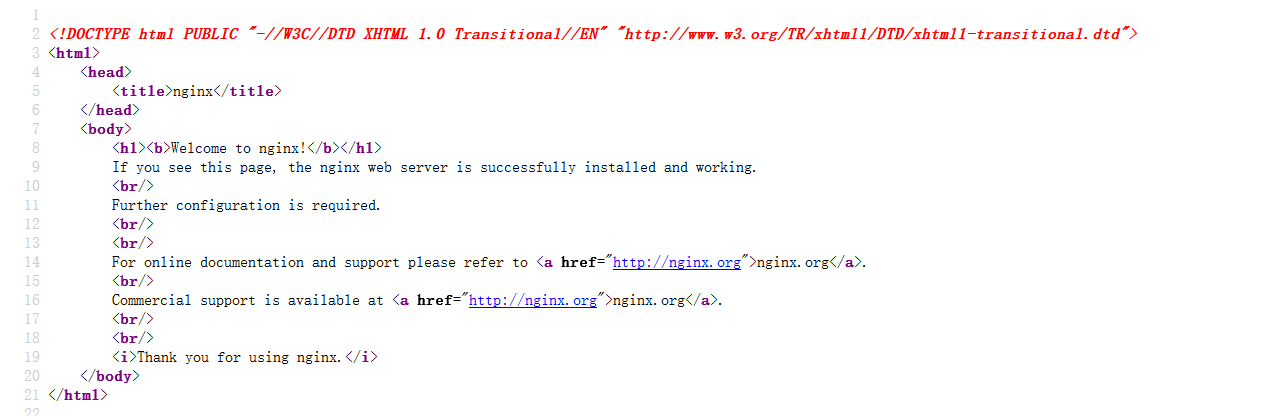 1
2 <!DOCTYPE html PUBLIC "-//W3C//DTD XHTML 1.0 Transitional//EN" "http://www.w3.org/TR/xhtml1/DTD/xhtml1-transitional.dtd">
3 <html>
4     <head>
5         <title>nginx</title>
6     </head>
7     <body>
8         <h1><b>Welcome to nginx!</b></h1>
9         If you see this page, the nginx web server is successfully installed and working.
10         <br/>
11         Further configuration is required.
12         <br/>
13         <br/>
14         For online documentation and support please refer to <a href="http://nginx.org">nginx.org</a>.
15         <br/>
16         Commercial support is available at <a href="http://nginx.org">nginx.org</a>.
17         <br/>
18         <br/>
19         <i>Thank you for using nginx.</i>
20     </body>
21 </html>
22